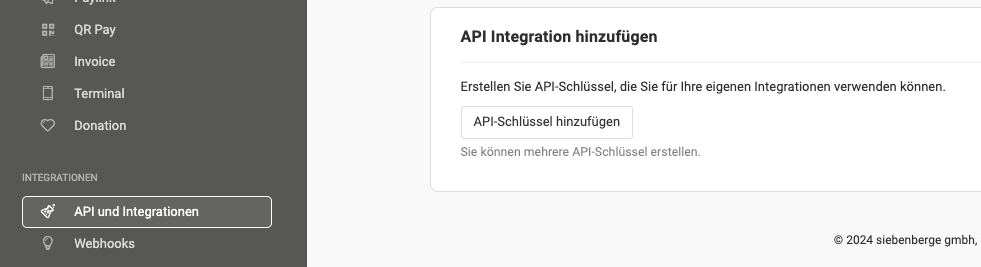 QR Pay
Invoice
Terminal
Donation
INTEGRATIONEN
API und Integrationen
Webhooks
API Integration hinzufügen
Erstellen Sie API-Schlüssel, die Sie für Ihre eigenen Integrationen verwenden können.
API-Schlüssel hinzufügen
Sie können mehrere API-Schlüssel erstellen.
© 2024 siebenberge gmbh,